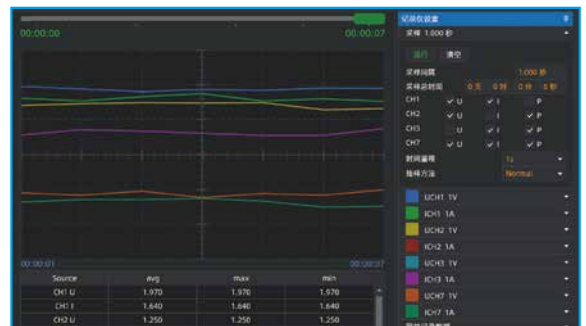 00:00:00 00:00:07
00:00:01 00:00:07
Source avg max min
CH1 U 1.970 1.970 1.970
CH1 I 1.640 1.640 1.640
CH2 U 1.250 1.250 1.250
记录仪设置
采样 1.000 秒
运行 清空
采样间隔 1.000 秒
采样总时间 0 天 0 时 0 分 0 秒
CH1 U I P
CH2 U I P
CH3 U I P
CH7 U I P
时间量程 1s
抽样方法 Normal
UCH1 1V
ICH1 1A
UCH2 1V
ICH2 1A
UCH3 1V
ICH3 1A
UCH7 1V
ICH7 1A